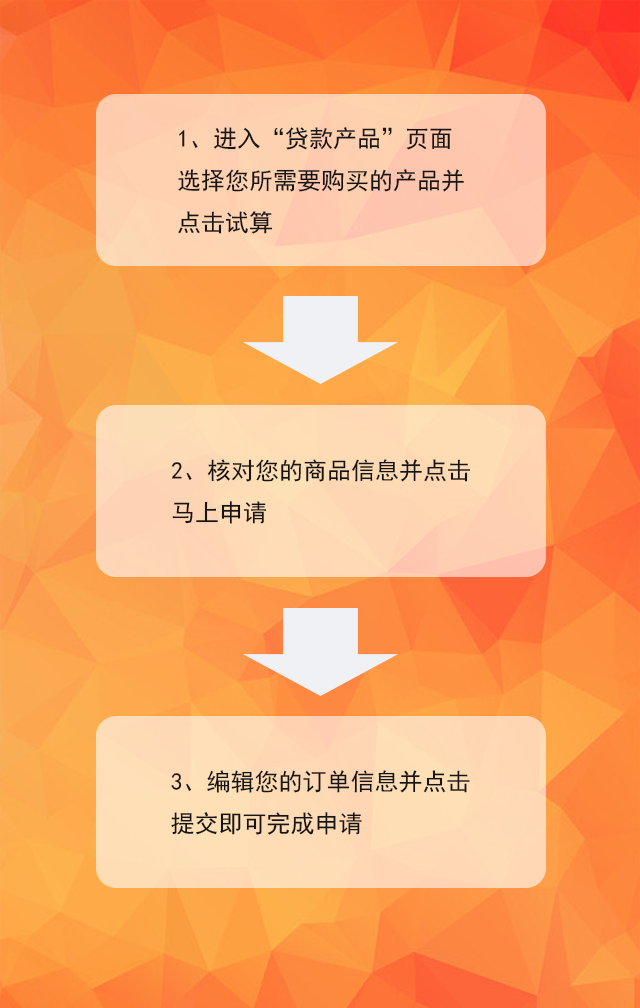 1、进入“贷款产品”页面
选择您所需要购买的产品并
点击试算
2、核对您的商品信息并点击
马上申请
3、编辑您的订单信息并点击
提交即可完成申请